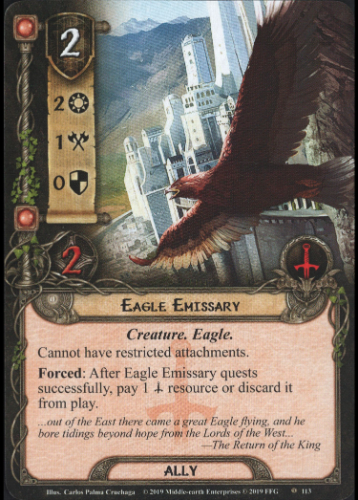 2
2
1
0
2
Eagle Emissary
Creature. Eagle.
Cannot have restricted attachments.
Forced: After Eagle Emissary quests
successfully, pay 1 resource or discard it
from play.
...out of the East there came a great Eagle flying, and he
bore tidings beyond hope from the Lords of the West...
—The Return of the King
Ally
Illus. Carlos Palma Cruchaga © 2019 Middle-earth Enterprises © 2019 FFG 113